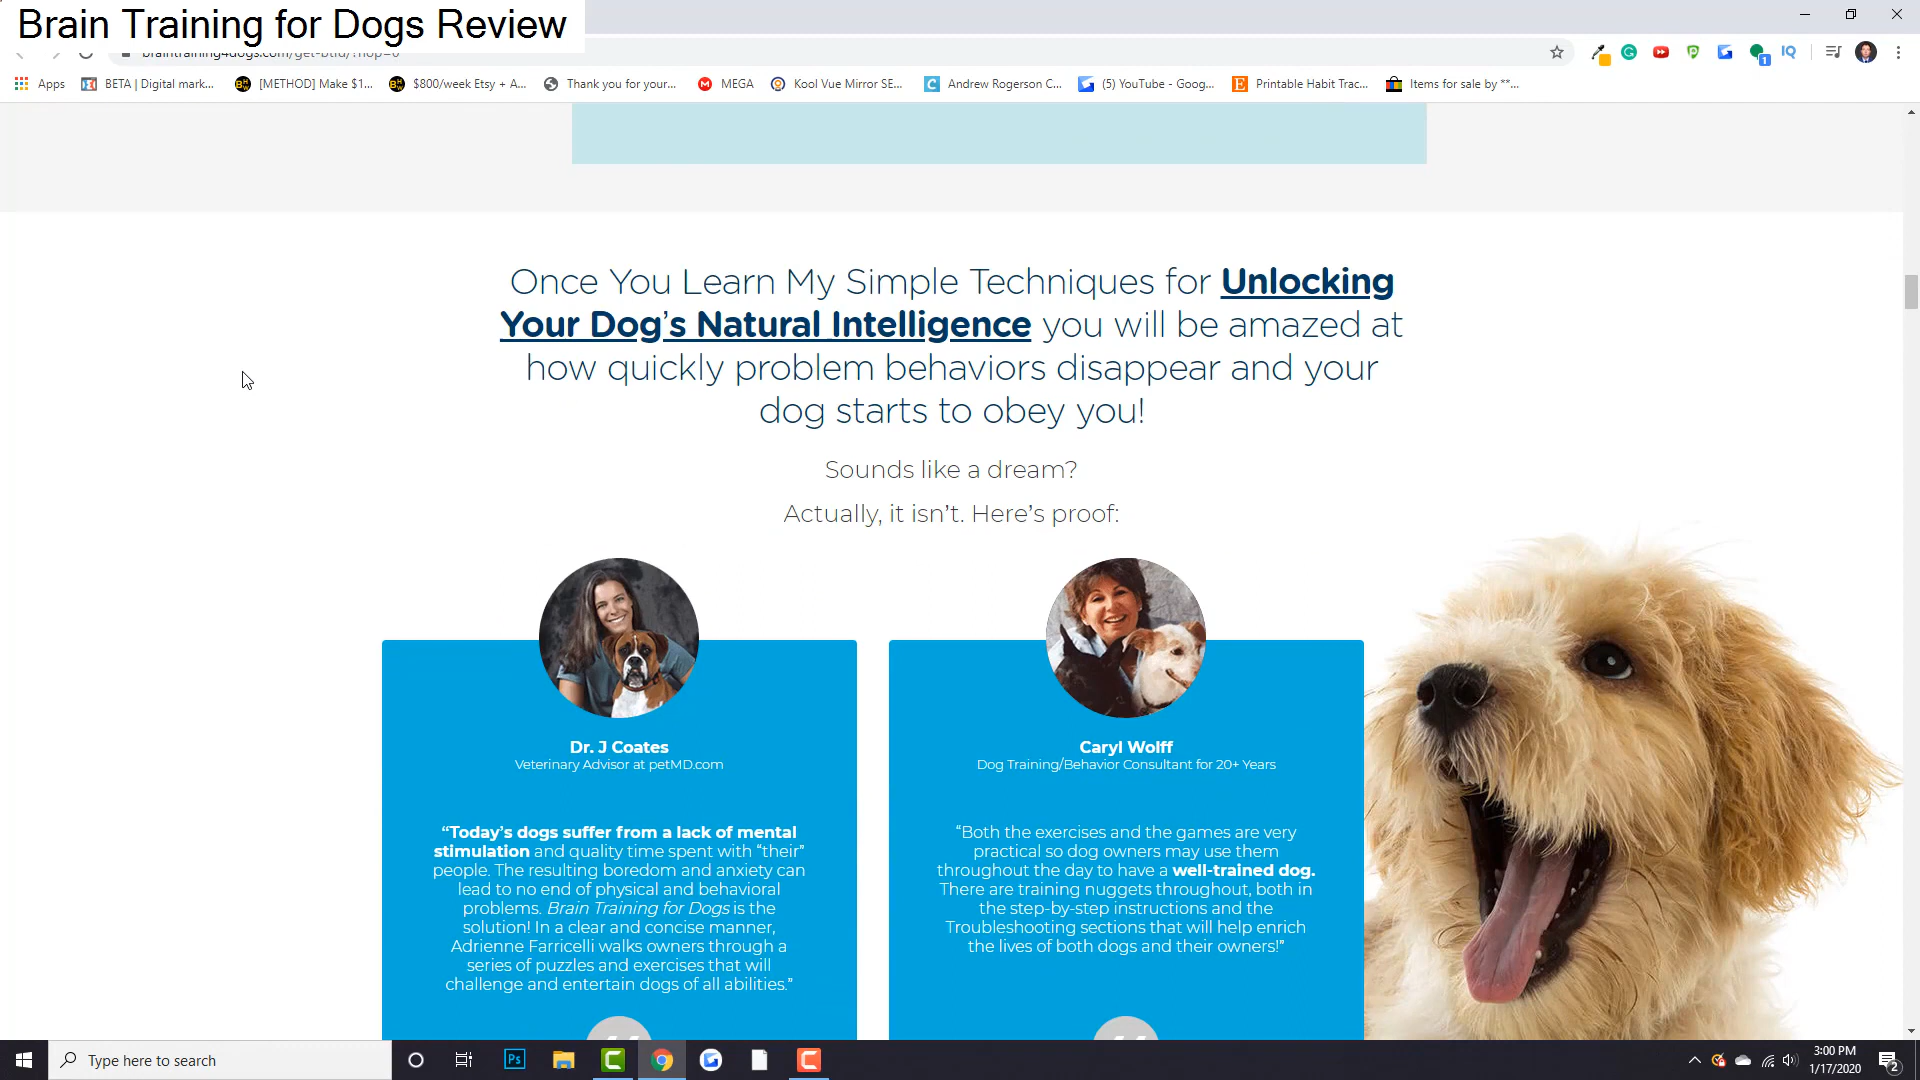 Brain Training for Dogs Review
braintraining4dogs.com/get-btfd/?hop=0
Apps
BETA | Digital mark...
[METHOD] Make $1...
$800/week Etsy + A...
Thank you for your...
MEGA
Kool Vue Mirror SE...
Andrew Rogerson C...
(5) YouTube - Goog...
Printable Habit Trac...
Items for sale by **...
Once You Learn My Simple Techniques for Unlocking
Your Dog's Natural Intelligence you will be amazed at
how quickly problem behaviors disappear and your
dog starts to obey you!
Sounds like a dream?
Actually, it isn't. Here's proof:
Dr. J Coates
Veterinary Advisor at petMD.com
“Today's dogs suffer from a lack of mental
stimulation and quality time spent with “their”
people. The resulting boredom and anxiety can
lead to no end of physical and behavioral
problems. Brain Training for Dogs is the
solution! In a clear and concise manner,
Adrienne Farricelli walks owners through a
series of puzzles and exercises that will
challenge and entertain dogs of all abilities.”
Caryl Wolff
Dog Training/Behavior Consultant for 20+ Years
“Both the exercises and the games are very
practical so dog owners may use them
throughout the day to have a well-trained dog.
There are training nuggets throughout, both in
the step-by-step instructions and the
Troubleshooting sections that will help enrich
the lives of both dogs and their owners!”
Type here to search
Ps
3:00 PM
1/17/2020
2